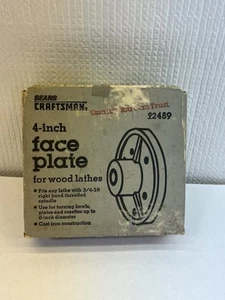 SEARS
CRAFTSMAN
22489
4-inch
face
plate
for wood lathes
• Fits any lathe with 3/4-16
right hand threaded
spindle
• Use for turning bowls,
plates and rosettes up to
8-inch diameter
• Cast iron construction